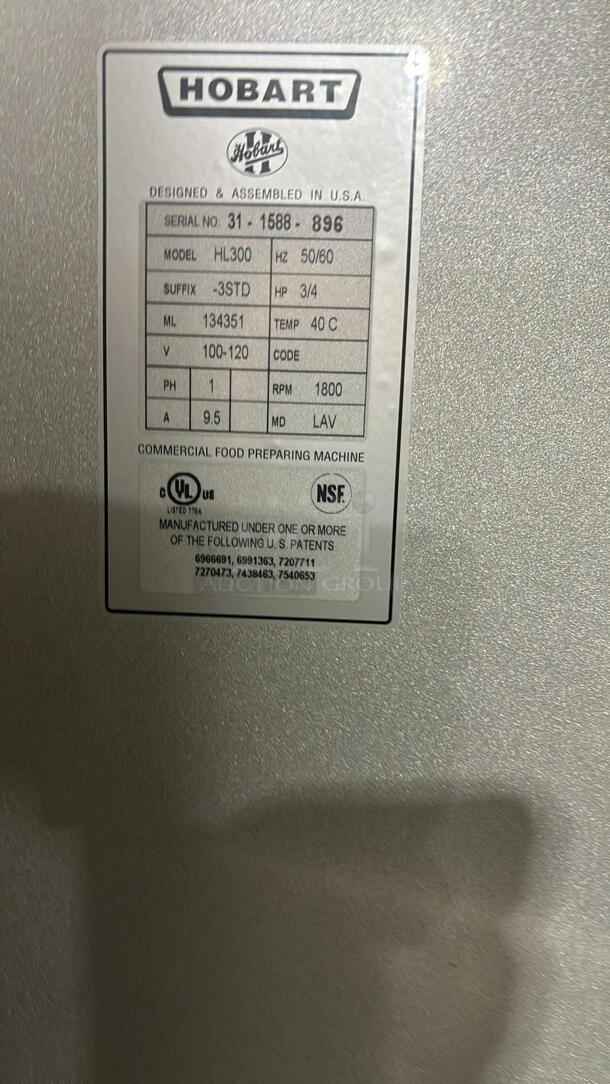 HOBART
Hobart
DESIGNED & ASSEMBLED IN U.S.A.
SERIAL NO. 31 - 1588 - 896
MODEL HL300 HZ 50/60
SUFFIX -3STD HP 3/4
ML 134351 TEMP 40 C
V 100-120 CODE
PH 1 RPM 1800
A 9.5 MD LAV
COMMERCIAL FOOD PREPARING MACHINE
C UL US NSF
LISTED 776A
MANUFACTURED UNDER ONE OR MORE
OF THE FOLLOWING U. S. PATENTS
6966691, 6991363, 7207711
7270473, 7438463, 7540653
AUCTION GROUP